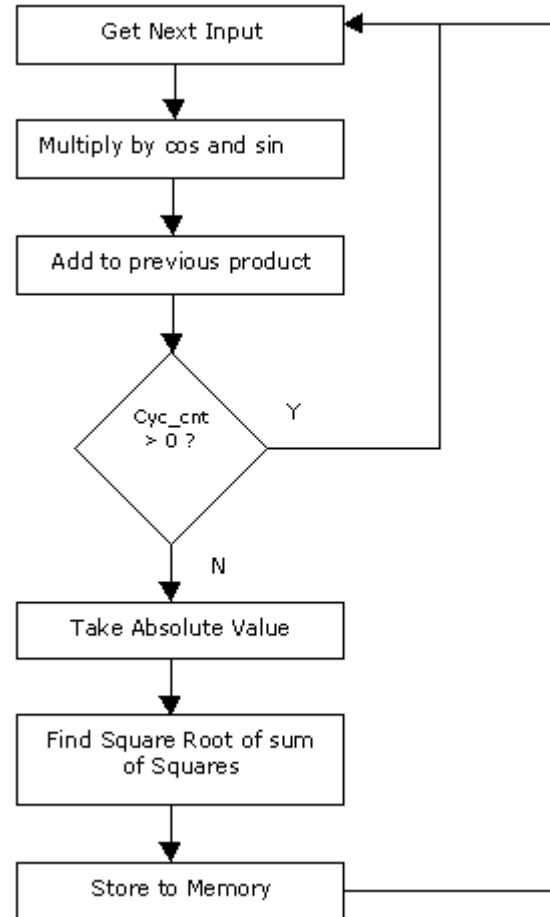 Get Next Input
Multiply by cos and sin
Add to previous product
Cyc_cnt
> 0 ?
Y
N
Take Absolute Value
Find Square Root of sum
of Squares
Store to Memory